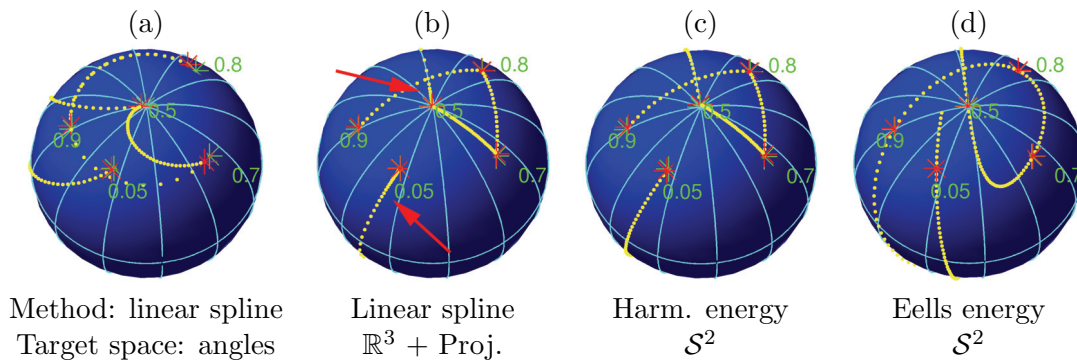 (a) (b) (c) (d)
0.8 0.5 0.9 0.05 0.7
0.8 0.5 0.9 0.05 0.7
0.8 0.5 0.9 0.05 0.7
0.8 0.5 0.9 0.05 0.7
Method: linear spline
Target space: angles
Linear spline
ℝ³ + Proj.
Harm. energy
𝒮²
Eells energy
𝒮²